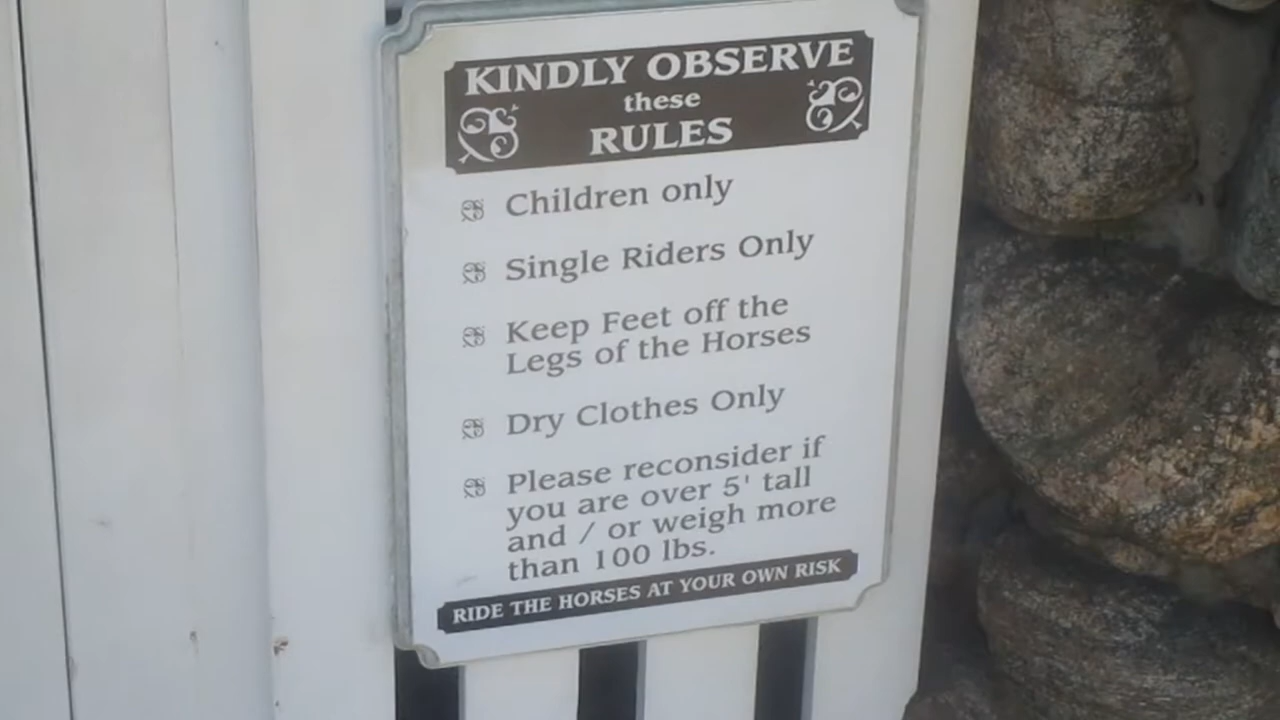 KINDLY OBSERVE
these
RULES
Children only
Single Riders Only
Keep Feet off the
Legs of the Horses
Dry Clothes Only
Please reconsider if
you are over 5' tall
and / or weigh more
than 100 lbs.
RIDE THE HORSES AT YOUR OWN RISK